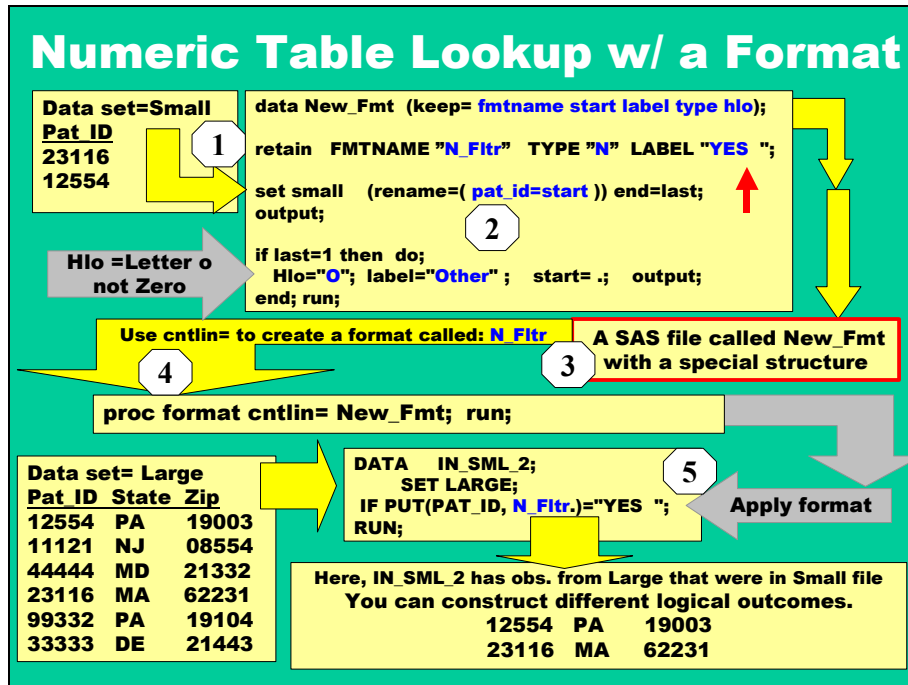 Numeric Table Lookup w/ a Format
Data set=Small
Pat_ID
23116
12554
1
data New_Fmt (keep= fmtname start label type hlo);
retain FMTNAME ”N_Fltr” TYPE ”N” LABEL "YES ";
set small (rename=( pat_id=start )) end=last;
output;
2
if last=1 then do;
Hlo="O"; label="Other" ; start= .; output;
end; run;
Hlo =Letter o
not Zero
Use cntlin= to create a format called: N_Fltr
3
A SAS file called New_Fmt
with a special structure
4
proc format cntlin= New_Fmt; run;
Data set= Large
Pat_ID State Zip
12554 PA 19003
11121 NJ 08554
44444 MD 21332
23116 MA 62231
99332 PA 19104
33333 DE 21443
DATA IN_SML_2;
SET LARGE;
IF PUT(PAT_ID, N_Fltr.)="YES ";
RUN;
5
Apply format
Here, IN_SML_2 has obs. from Large that were in Small file
You can construct different logical outcomes.
12554 PA 19003
23116 MA 62231